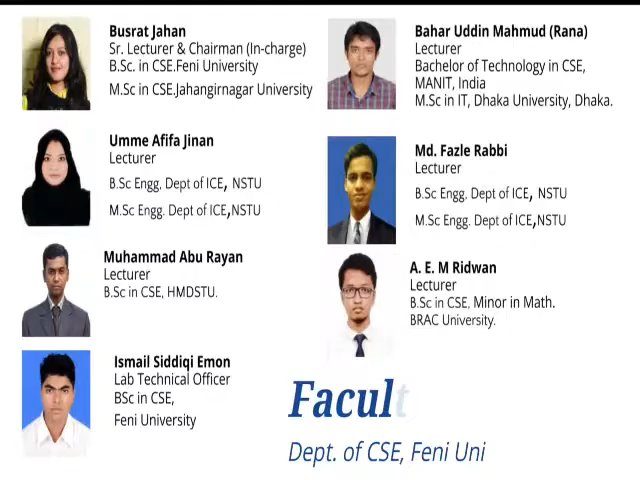 Busrat Jahan
Sr. Lecturer & Chairman (In-charge)
B.Sc. in CSE.Feni University
M.Sc in CSE.Jahangirnagar University
Bahar Uddin Mahmud (Rana)
Lecturer
Bachelor of Technology in CSE,
MANIT, India
M.Sc in IT, Dhaka University, Dhaka.
Umme Afifa Jinan
Lecturer
B.Sc Engg. Dept of ICE, NSTU
M.Sc Engg. Dept of ICE,NSTU
Md. Fazle Rabbi
Lecturer
B.Sc Engg. Dept of ICE, NSTU
M.Sc Engg. Dept of ICE,NSTU
Muhammad Abu Rayan
Lecturer
B.Sc in CSE, HMDSTU.
A. E. M Ridwan
Lecturer
B.Sc in CSE, Minor in Math.
BRAC University.
Ismail Siddiqi Emon
Lab Technical Officer
BSc in CSE,
Feni University
Facult
Dept. of CSE, Feni Uni